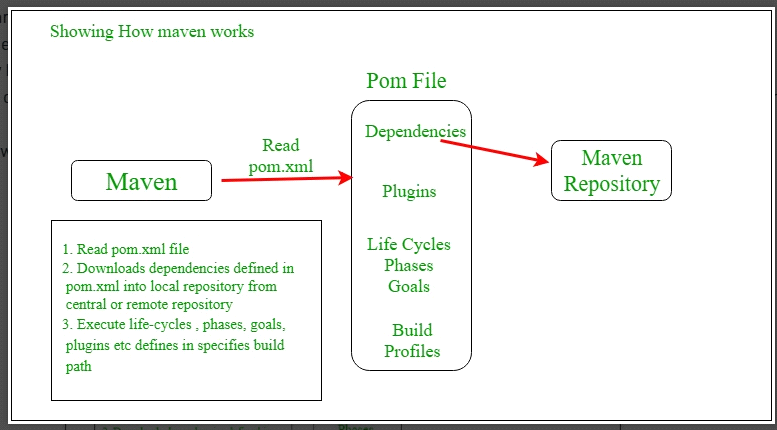 Showing How maven works
Pom File
Dependencies
Read
pom.xml
Maven
Maven
Repository
Plugins
Life Cycles
Phases
Goals
Build
Profiles
1. Read pom.xml file
2. Downloads dependencies defined in
pom.xml into local repository from
central or remote repository
3. Execute life-cycles , phases, goals,
plugins etc defines in specifies build
path